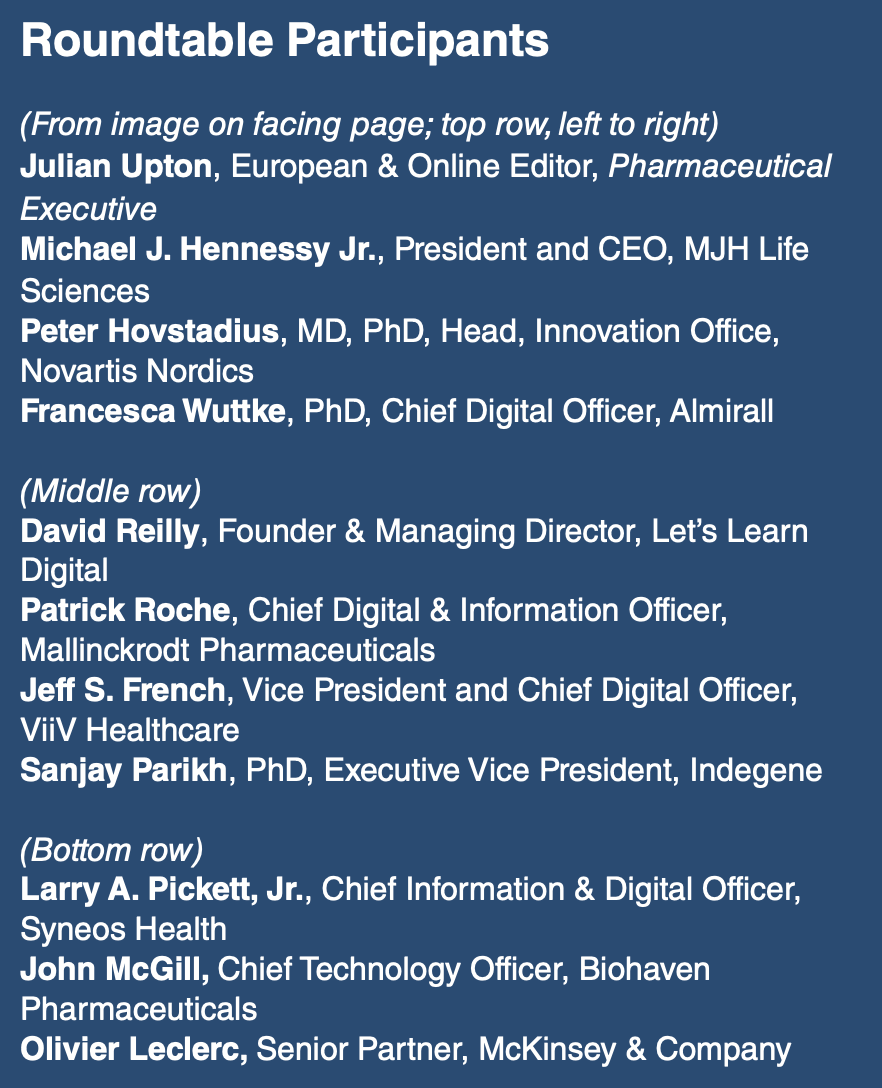 Roundtable Participants
(From image on facing page; top row, left to right)
Julian Upton, European & Online Editor, Pharmaceutical
Executive
Michael J. Hennessy Jr., President and CEO, MJH Life
Sciences
Peter Hovstadius, MD, PhD, Head, Innovation Office,
Novartis Nordics
Francesca Wuttke, PhD, Chief Digital Officer, Almirall
(Middle row)
David Reilly, Founder & Managing Director, Let’s Learn
Digital
Patrick Roche, Chief Digital & Information Officer,
Mallinckrodt Pharmaceuticals
Jeff S. French, Vice President and Chief Digital Officer,
ViiV Healthcare
Sanjay Parikh, PhD, Executive Vice President, Indegene
(Bottom row)
Larry A. Pickett, Jr., Chief Information & Digital Officer,
Syneos Health
John McGill, Chief Technology Officer, Biohaven
Pharmaceuticals
Olivier Leclerc, Senior Partner, McKinsey & Company